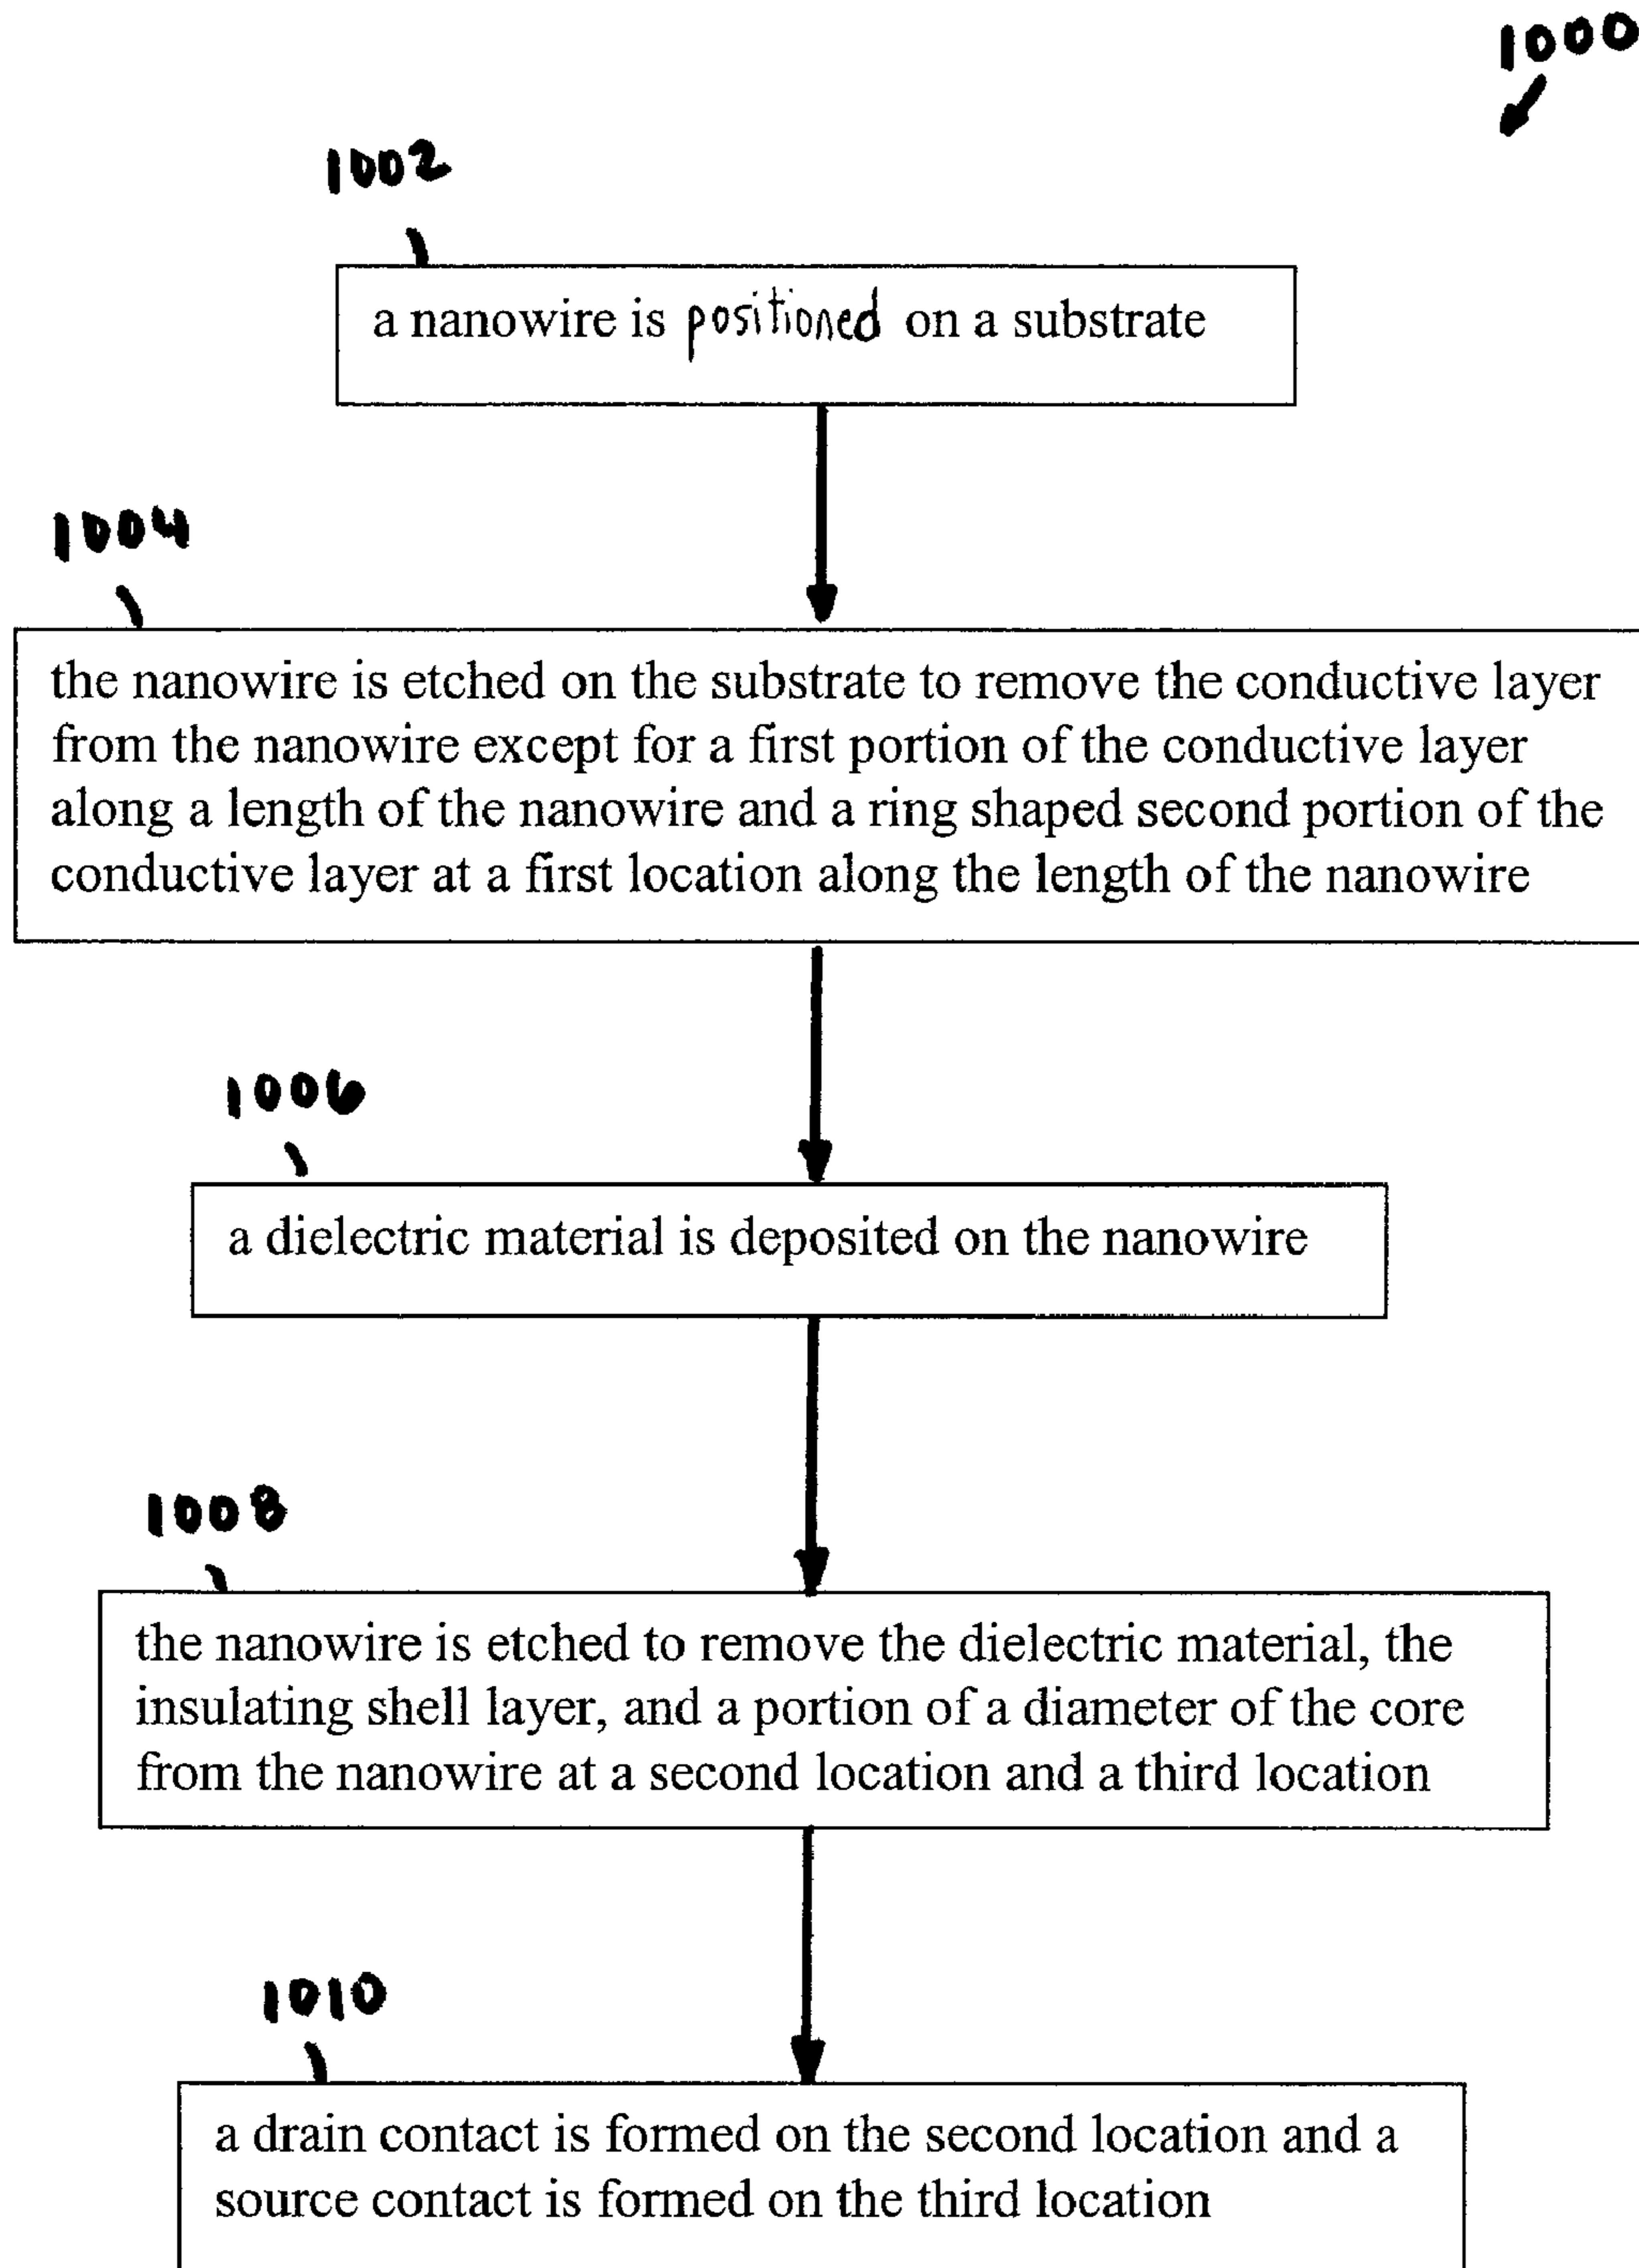 1000
1002
a nanowire is positioned on a substrate
1004
the nanowire is etched on the substrate to remove the conductive layer
from the nanowire except for a first portion of the conductive layer
along a length of the nanowire and a ring shaped second portion of the
conductive layer at a first location along the length of the nanowire
1006
a dielectric material is deposited on the nanowire
1008
the nanowire is etched to remove the dielectric material, the
insulating shell layer, and a portion of a diameter of the core
from the nanowire at a second location and a third location
1010
a drain contact is formed on the second location and a
source contact is formed on the third location